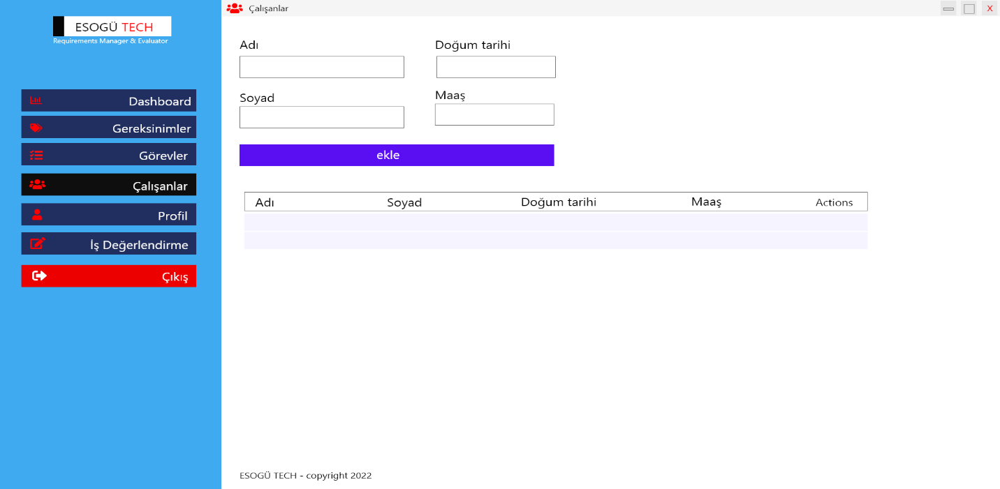 Çalışanlar
X
ESOGÜ TECH
Requirements Manager & Evaluator
Dashboard
Gereksinimler
Görevler
Çalışanlar
Profil
İş Değerlendirme
Çıkış
Adı
Doğum tarihi
Soyad
Maaş
ekle
Adı Soyad Doğum tarihi Maaş Actions
ESOGÜ TECH - copyright 2022